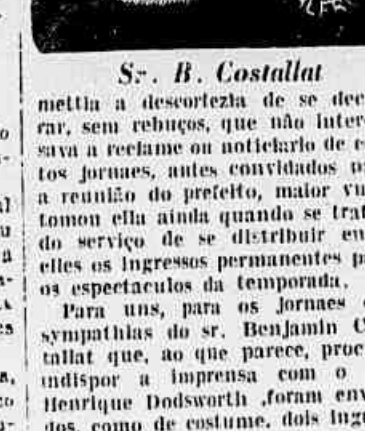 Sr. B. Costallat
mettia a descortezia de se dec
rar, sem rebuços, que não inter
sava a reclame ou noticiario de c
tos jornaes, antes convidados p
a reunião do prefeito, maior vu
tomou ella ainda quando se trat
do serviço de se distribuir en
elles os ingressos permanentes p
os espectaculos da temporada.
Para uns, para os jornaes
sympathias do sr. Benjamin C
tallat que, ao que parece, proc
indispor a imprensa com o
Henrique Dodsworth ,foram env
dos, como de costume, dois ingr